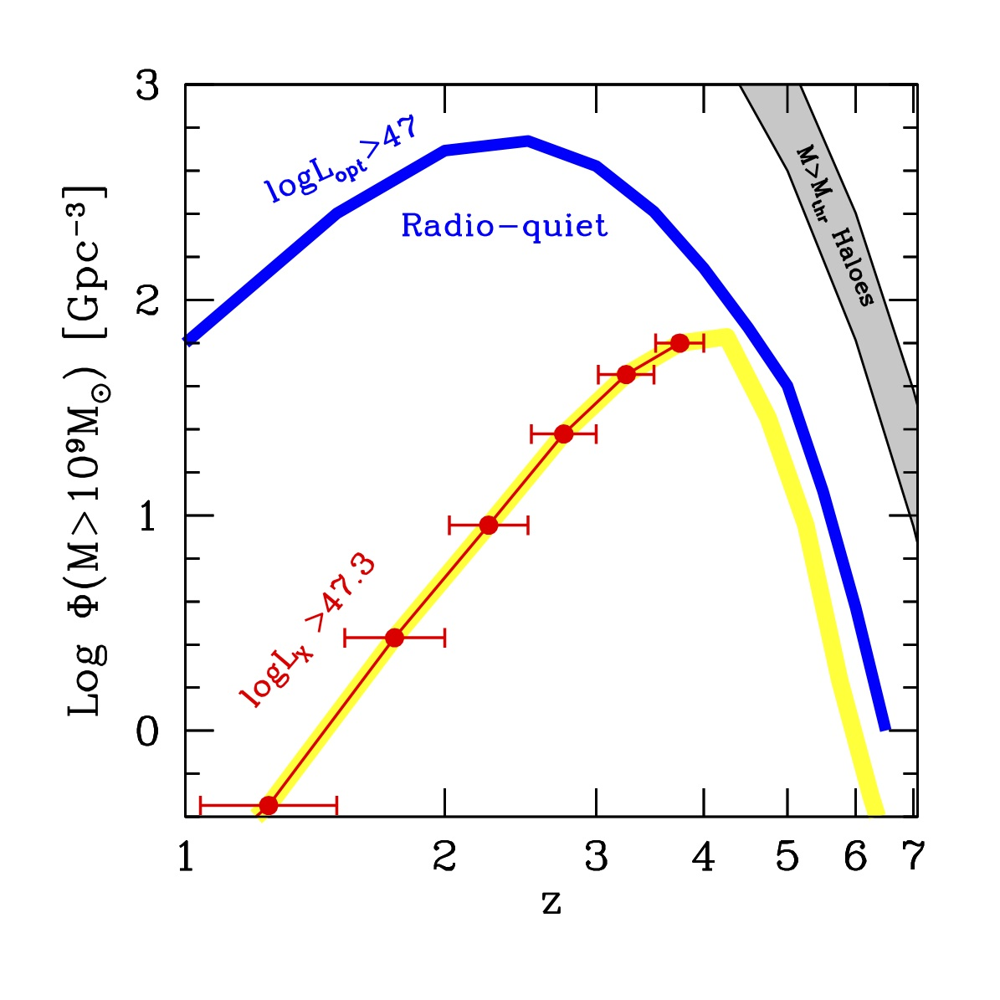 3
2
1
0
Log Φ(M>10⁹M⊙) [Gpc⁻³]
logL_opt>47
Radio-quiet
M>M_thr Haloes
logL_X >47.3
1 2 3 4 5 6 7
z